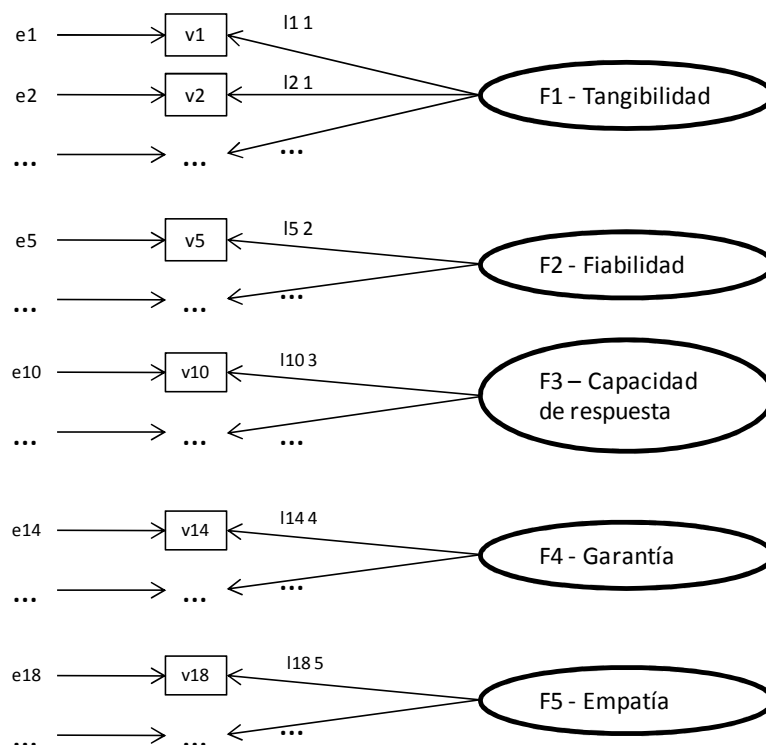 e1 v1 l1 1
F1 - Tangibilidad
e2 v2 l2 1
... ... ...
e5 v5 l5 2
F2 - Fiabilidad
... ... ...
e10 v10 l10 3
F3 – Capacidad
de respuesta
... ... ...
e14 v14 l14 4
F4 - Garantía
... ... ...
e18 v18 l18 5
F5 - Empatía
... ... ...